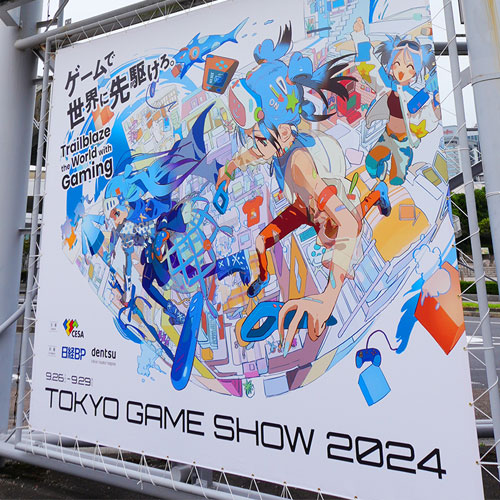 ゲームで
世界に先駆けろ。
Trailblaze
the World with
Gaming
CESA
日経BP dentsu
9.26 9.29
TOKYO GAME SHOW 2024